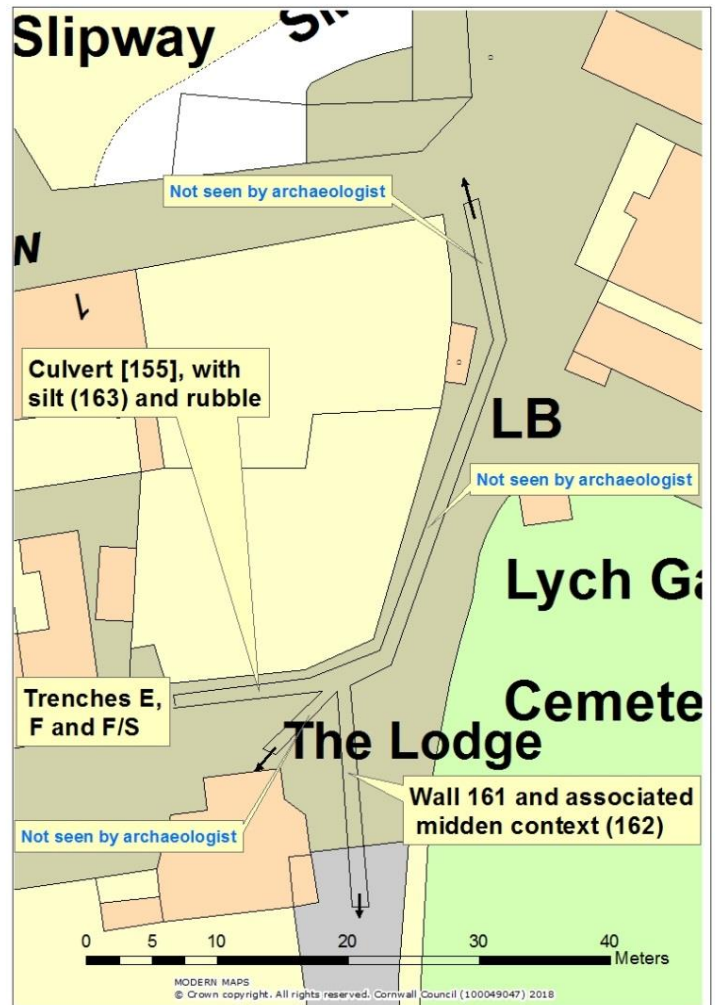 Slipway
Not seen by archaeologist
N
1
Culvert [155], with
silt (163) and rubble
LB
Not seen by archaeologist
Lych Ga
Trenches E,
F and F/S
Cemete
The Lodge
Wall 161 and associated
midden context (162)
Not seen by archaeologist
0 5 10 20 30 40
Meters
MODERN MAPS
© Crown copyright. All rights reserved. Cornwall Council (100049047) 2018